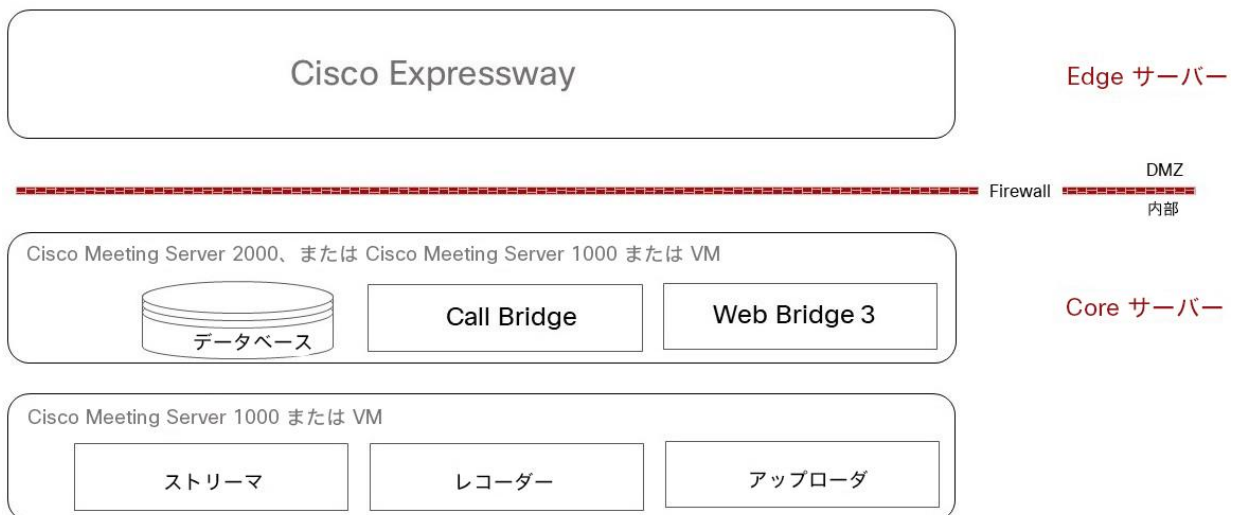 Cisco Expressway
Edge サーバー
DMZ
Firewall
内部
Cisco Meeting Server 2000、または Cisco Meeting Server 1000 または VM
データベース
Call Bridge
Web Bridge 3
Core サーバー
Cisco Meeting Server 1000 または VM
ストリーマ
レコーダー
アップローダ